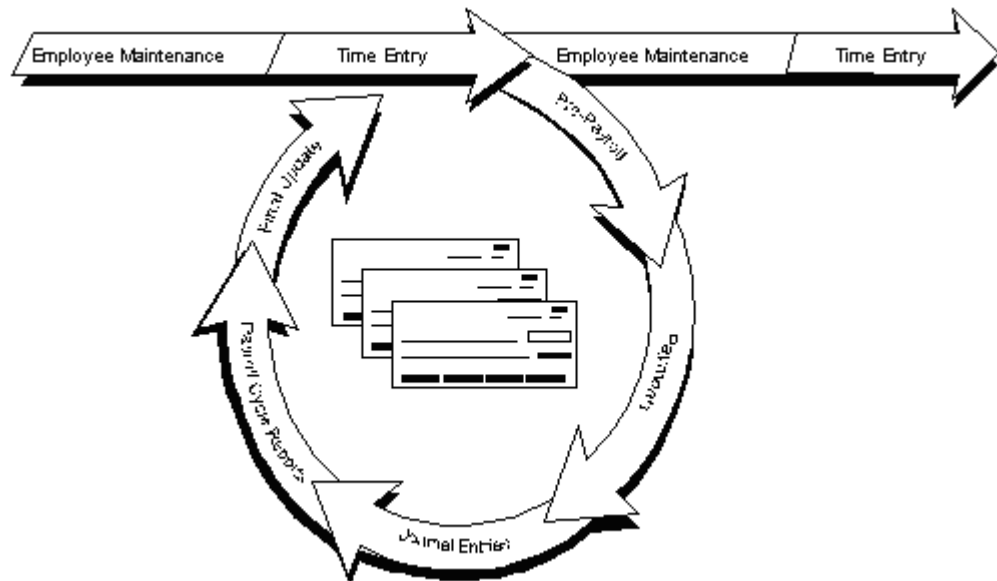 Employee Maintenance
Time Entry
Employee Maintenance
Time Entry
Pre-Payroll
Journal Entries
Payroll Cycle Reports
Final Update